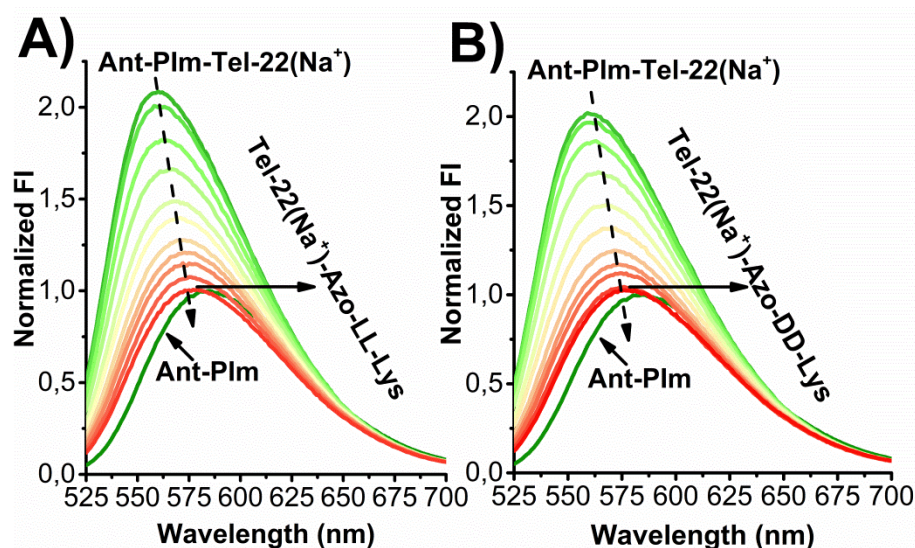 A)
Ant-PIm-Tel-22(Na⁺)
Tel-22(Na⁺)-Azo-LL-Lys
Ant-PIm
Normalized FI
2,0
1,5
1,0
0,5
0,0
525 550 575 600 625 650 675 700
Wavelength (nm)
B)
Ant-PIm-Tel-22(Na⁺)
Tel-22(Na⁺)-Azo-DD-Lys
Ant-PIm
Normalized FI
2,0
1,5
1,0
0,5
0,0
525 550 575 600 625 650 675 700
Wavelength (nm)